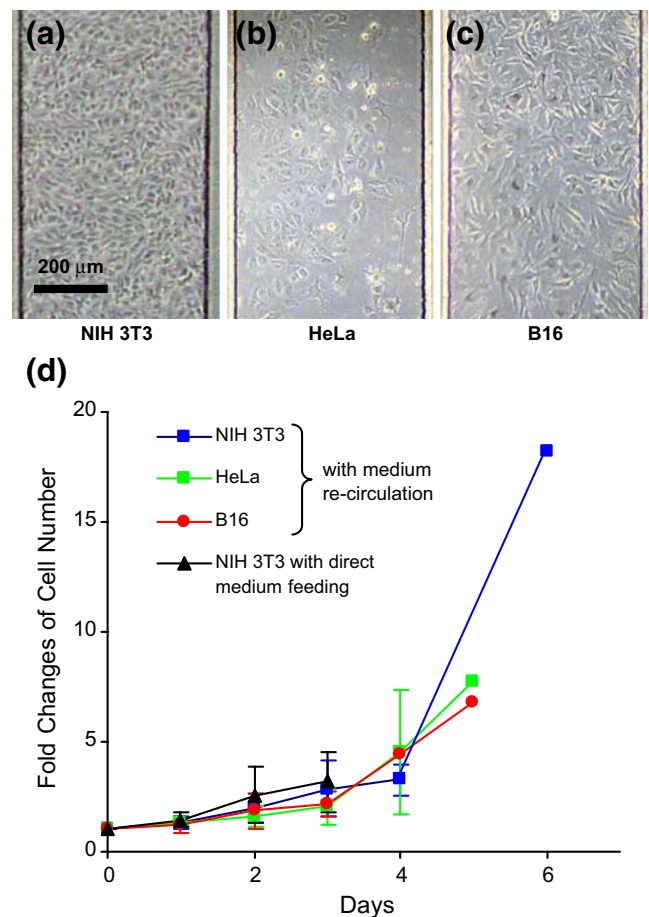 (a)
(b)
(c)
200 μm
NIH 3T3
HeLa
B16
(d)
Fold Changes of Cell Number
20
15
10
5
0
NIH 3T3
HeLa
B16
with medium
re-circulation
NIH 3T3 with direct
medium feeding
0
2
4
6
Days